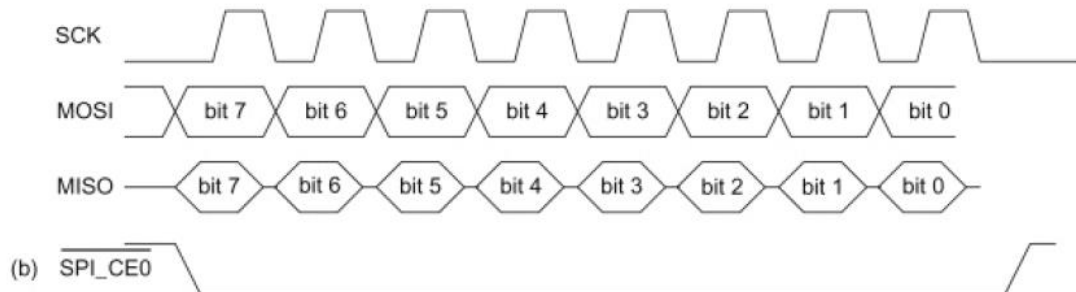 SCK
MOSI bit 7 bit 6 bit 5 bit 4 bit 3 bit 2 bit 1 bit 0
MISO bit 7 bit 6 bit 5 bit 4 bit 3 bit 2 bit 1 bit 0
(b) SPI_CE0